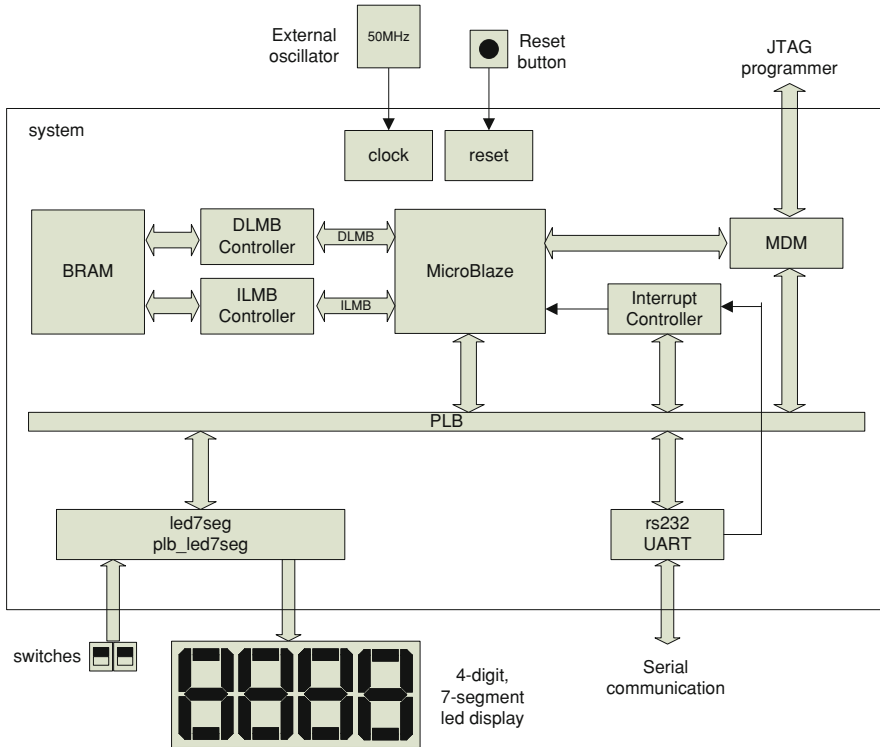 External
oscillator
50MHz
Reset
button
JTAG
programmer
system
clock
reset
BRAM
DLMB
Controller
DLMB
MicroBlaze
MDM
ILMB
Controller
ILMB
Interrupt
Controller
PLB
led7seg
plb_led7seg
rs232
UART
switches
4-digit,
7-segment
led display
Serial
communication